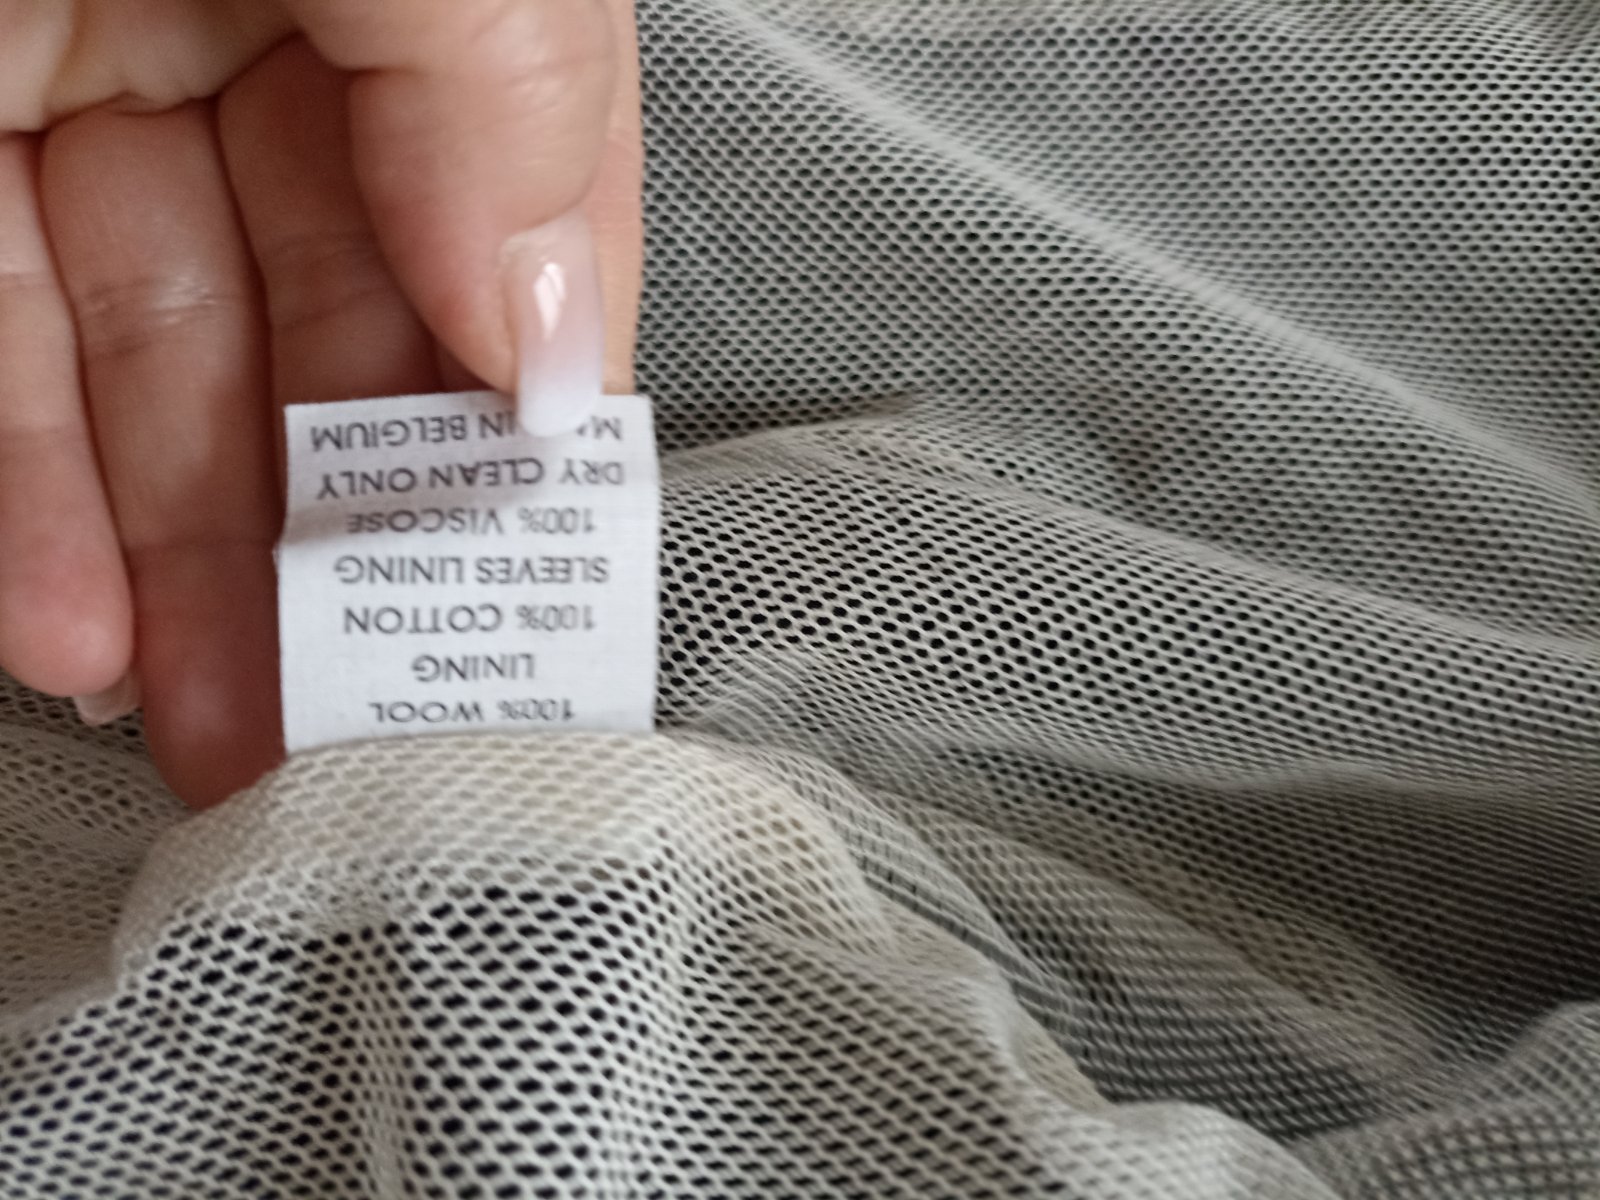 100% WOOL
LINING
100% COTTON
SLEEVES LINING
100% VISCOSE
DRY CLEAN ONLY
IN BELGIUM